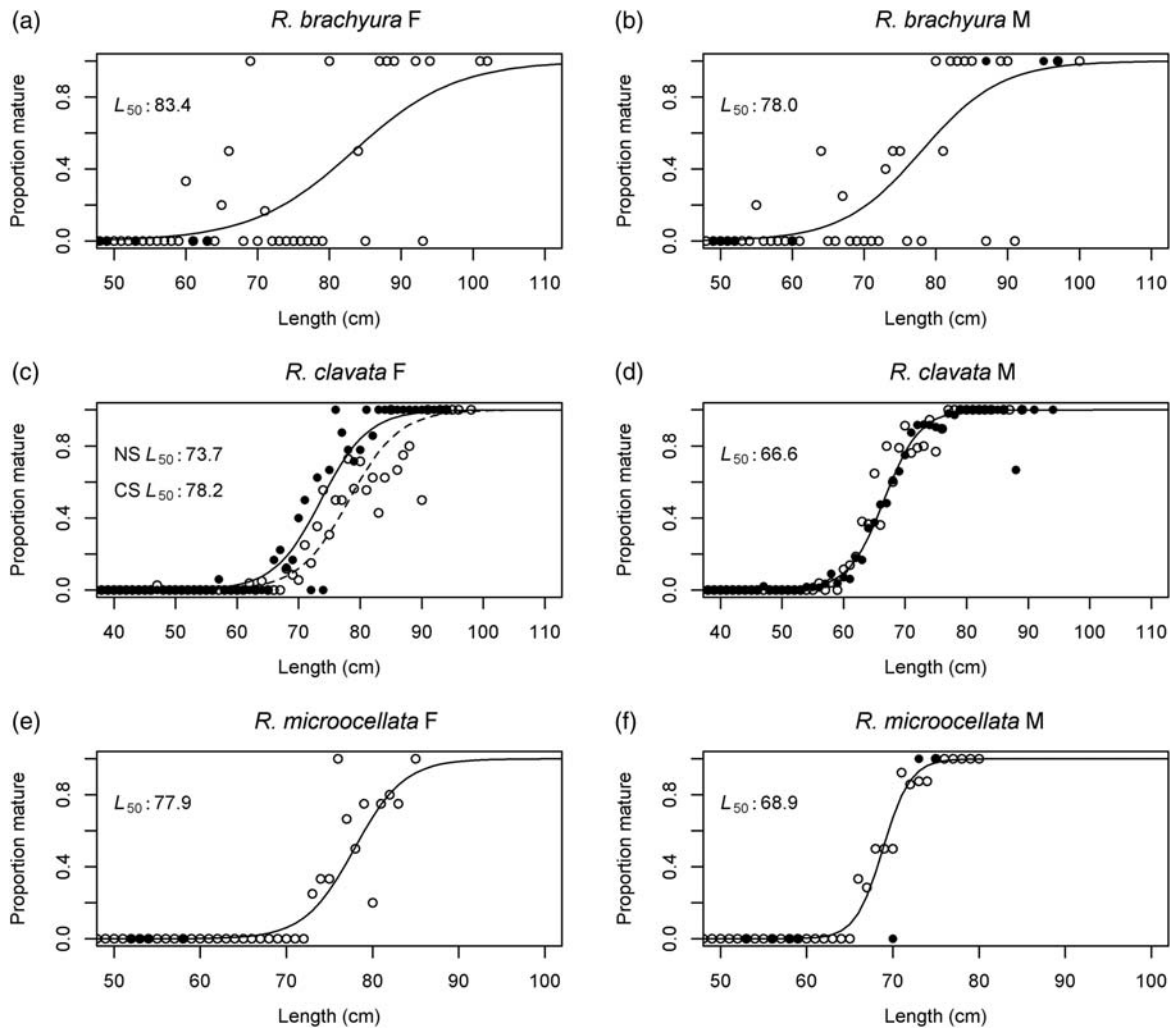 (a) R. brachyura F
L50 : 83.4
Proportion mature
0.0 0.4 0.8
50 60 70 80 90 100 110
Length (cm)
(b) R. brachyura M
L50 : 78.0
Proportion mature
0.0 0.4 0.8
50 60 70 80 90 100 110
Length (cm)
(c) R. clavata F
NS L50 : 73.7
CS L50 : 78.2
Proportion mature
0.0 0.4 0.8
40 50 60 70 80 90 100 110
Length (cm)
(d) R. clavata M
L50 : 66.6
Proportion mature
0.0 0.4 0.8
40 50 60 70 80 90 100 110
Length (cm)
(e) R. microocellata F
L50 : 77.9
Proportion mature
0.0 0.4 0.8
50 60 70 80 90 100
Length (cm)
(f) R. microocellata M
L50 : 68.9
Proportion mature
0.0 0.4 0.8
50 60 70 80 90 100
Length (cm)